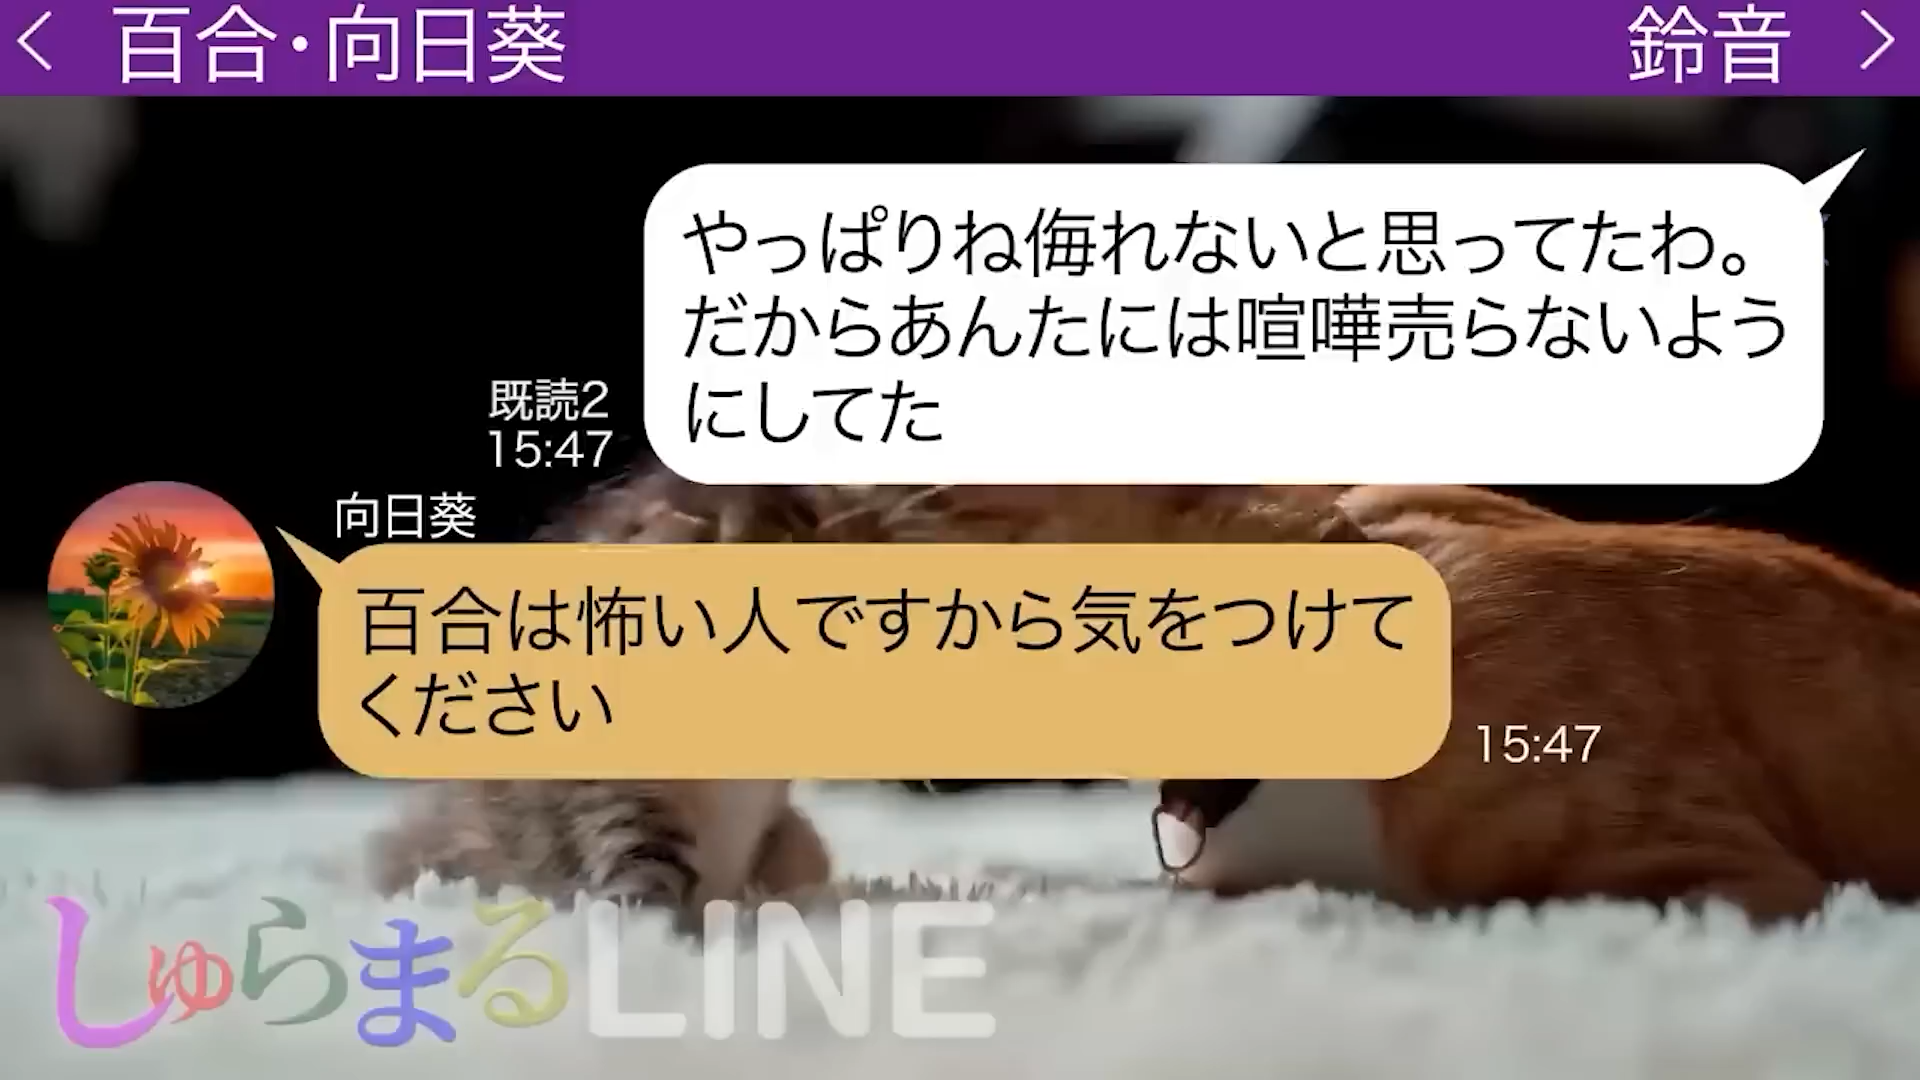 百合・向日葵
鈴音
やっぱりね侮れないと思ってたわ。
だからあんたには喧嘩売らないよう
にしてた
既読2
15:47
向日葵
百合は怖い人ですから気をつけて
ください
15:47
しゅらまるLINE